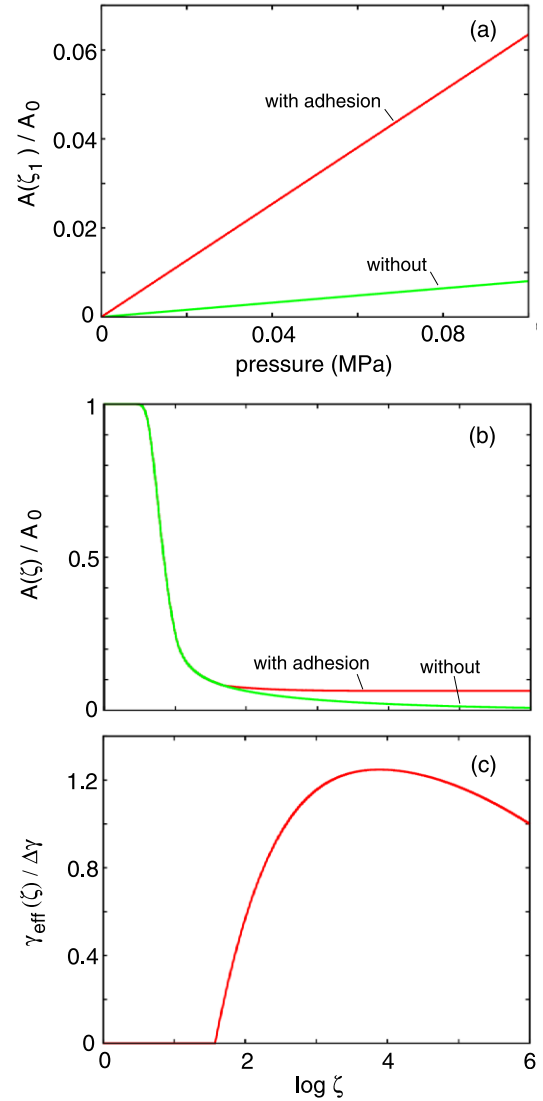 (a)
0.06
with adhesion
0.04
A(ζ₁) / A₀
0.02
without
0
0.04
0.08
pressure (MPa)
1
(b)
A(ζ) / A₀
0.5
with adhesion
without
0
(c)
1.2
γeff(ζ) / Δγ
0.8
0.4
0
0
2
4
6
log ζ